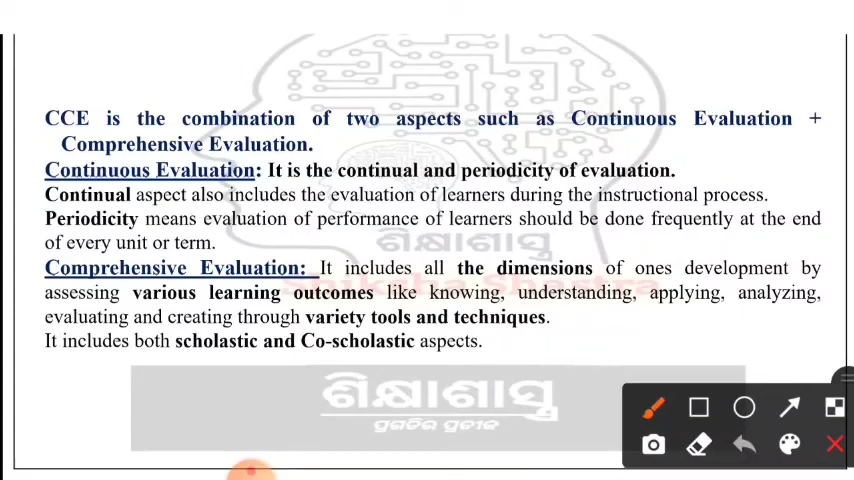 CCE is the combination of two aspects such as Continuous Evaluation +
Comprehensive Evaluation.
Continuous Evaluation: It is the continual and periodicity of evaluation.
Continual aspect also includes the evaluation of learners during the instructional process.
Periodicity means evaluation of performance of learners should be done frequently at the end
of every unit or term.
ଶିକ୍ଷାଶାସ୍ତ୍ର
Comprehensive Evaluation: It includes all the dimensions of ones development by
Shiksha Shastra
assessing various learning outcomes like knowing, understanding, applying, analyzing,
evaluating and creating through variety tools and techniques.
It includes both scholastic and Co-scholastic aspects.
ଶିକ୍ଷାଶାସ୍ତ୍ର
ପ୍ରଗତିର ପ୍ରତୀକ